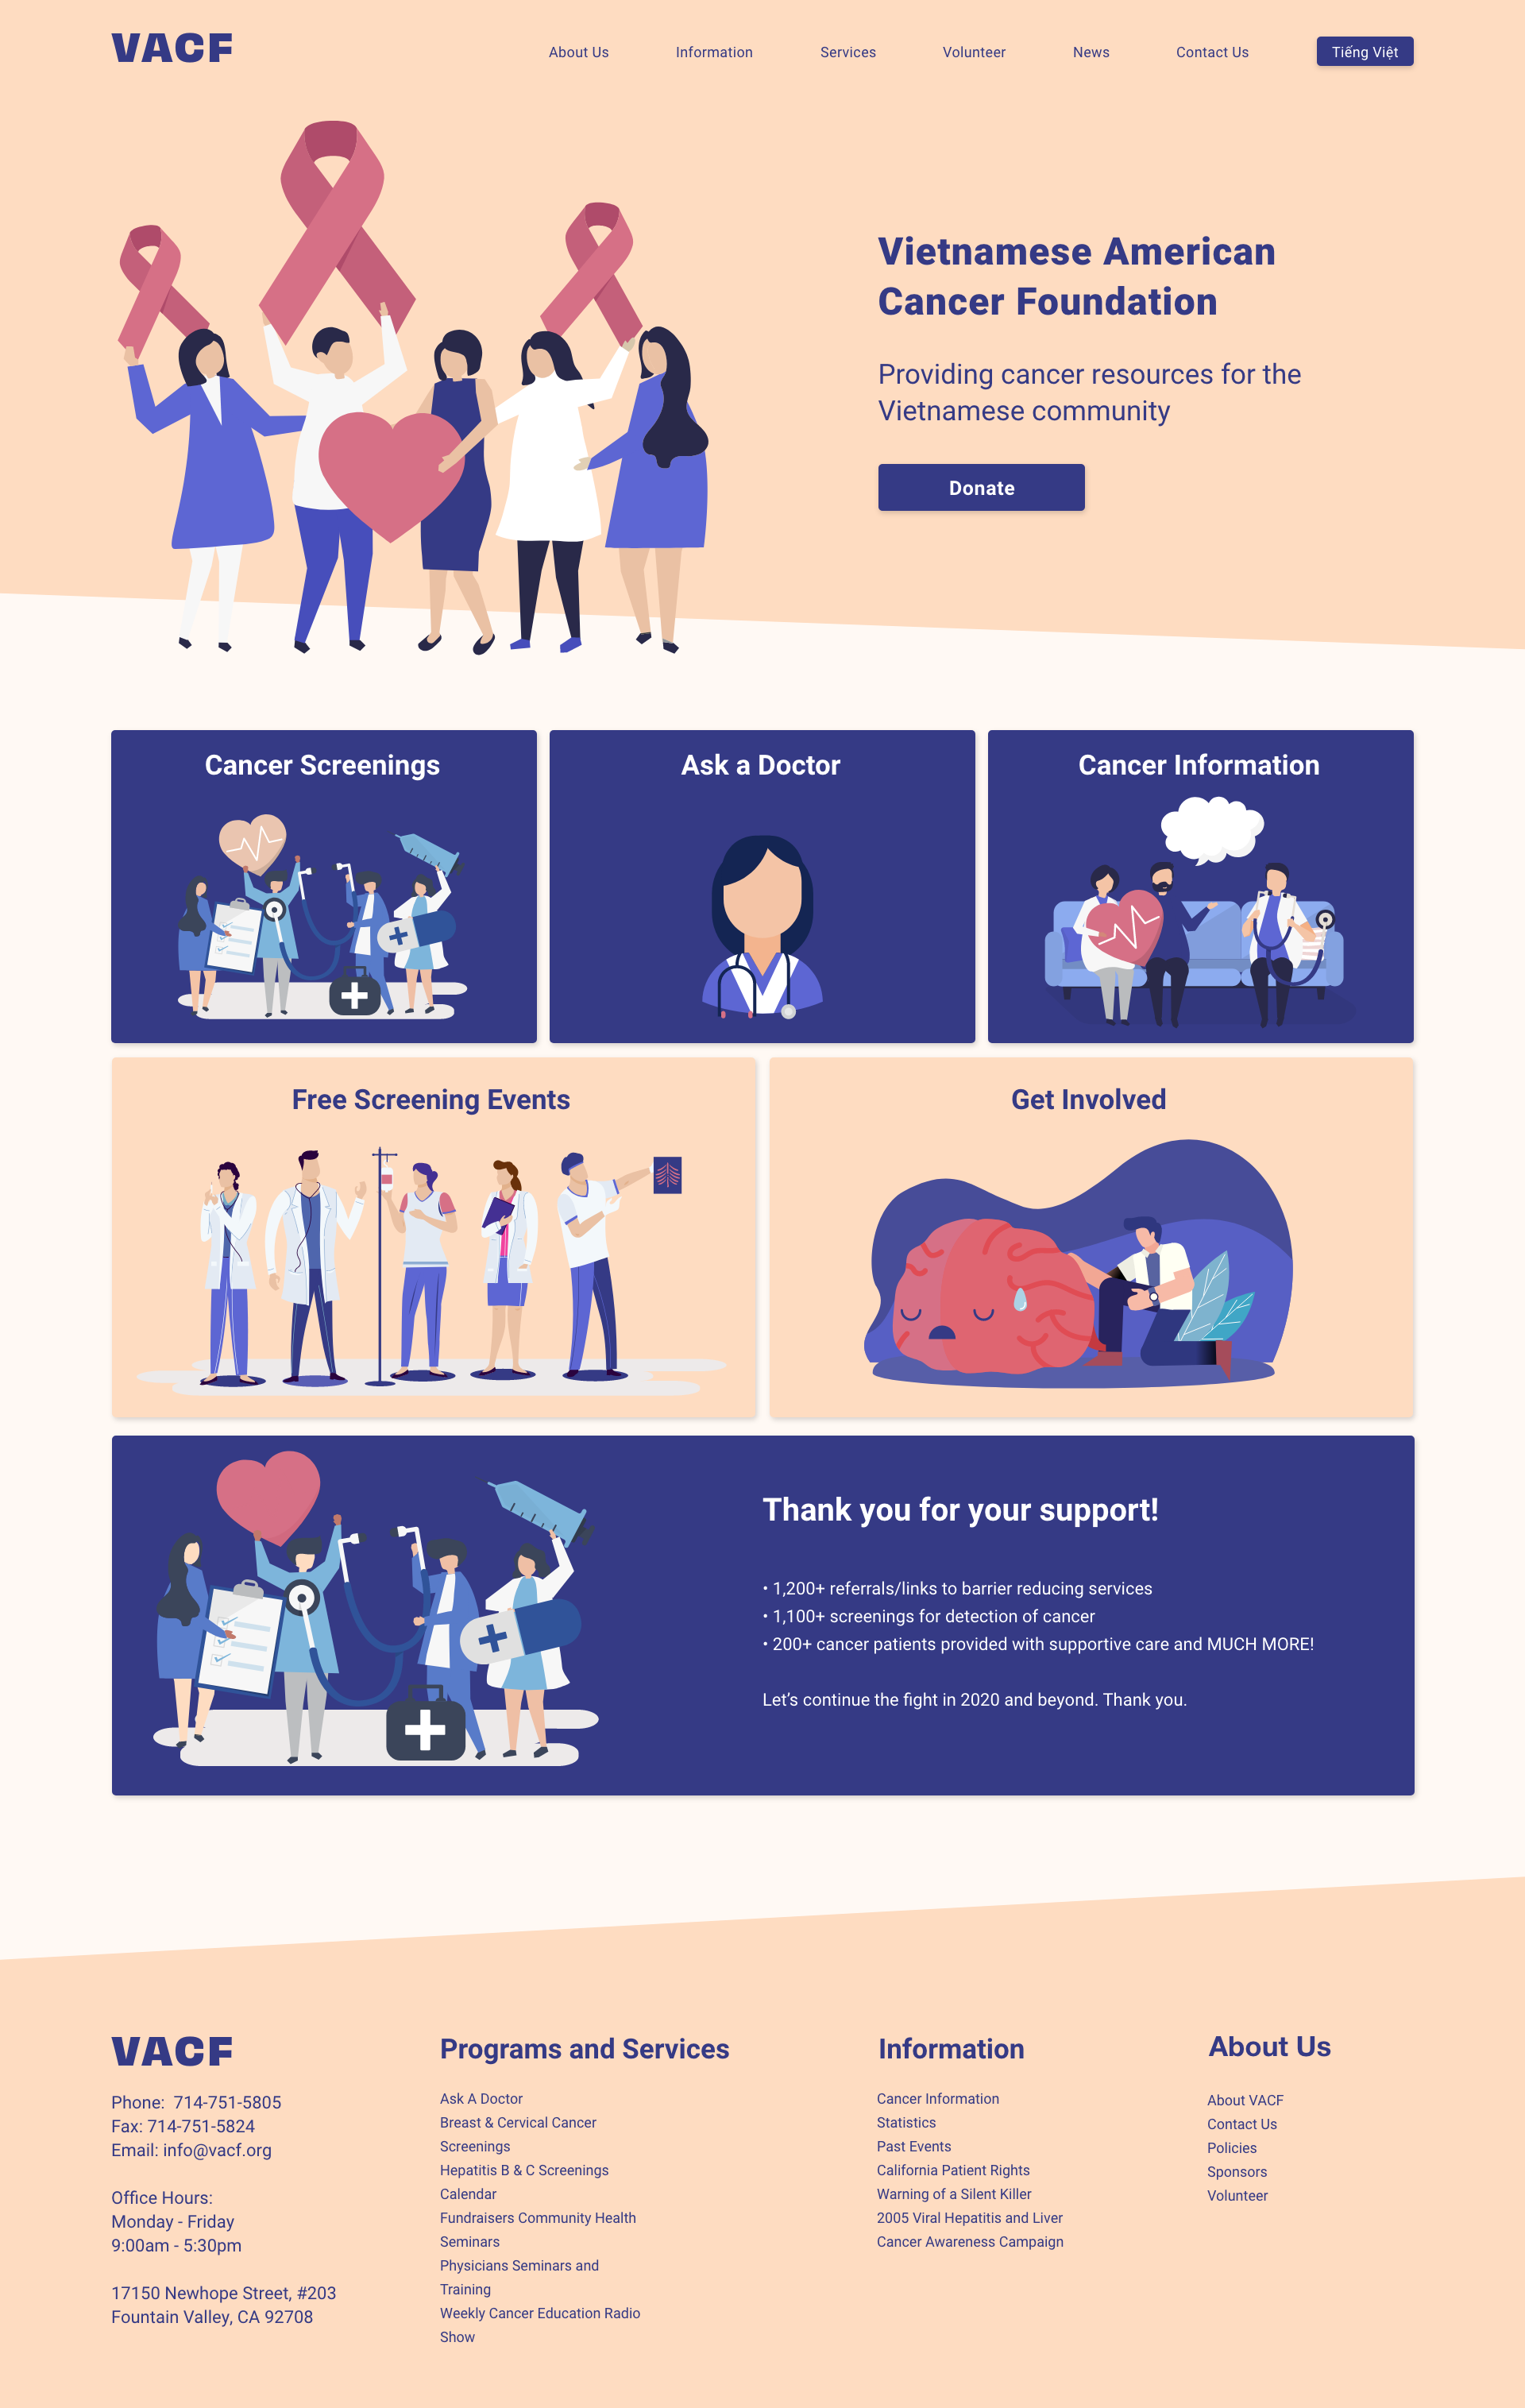 VACF
About Us
Information
Services
Volunteer
News
Contact Us
Tiếng Việt
Vietnamese American
Cancer Foundation
Providing cancer resources for the
Vietnamese community
Donate
Cancer Screenings
Ask a Doctor
Cancer Information
Free Screening Events
Get Involved
Thank you for your support!
• 1,200+ referrals/links to barrier reducing services
• 1,100+ screenings for detection of cancer
• 200+ cancer patients provided with supportive care and MUCH MORE!
Let’s continue the fight in 2020 and beyond. Thank you.
VACF
Phone:  714-751-5805
Fax: 714-751-5824
Email: info@vacf.org
Office Hours:
Monday - Friday
9:00am - 5:30pm
17150 Newhope Street, #203
Fountain Valley, CA 92708
Programs and Services
Ask A Doctor
Breast & Cervical Cancer
Screenings
Hepatitis B & C Screenings
Calendar
Fundraisers Community Health
Seminars
Physicians Seminars and
Training
Weekly Cancer Education Radio
Show
Information
Cancer Information
Statistics
Past Events
California Patient Rights
Warning of a Silent Killer
2005 Viral Hepatitis and Liver
Cancer Awareness Campaign
About Us
About VACF
Contact Us
Policies
Sponsors
Volunteer